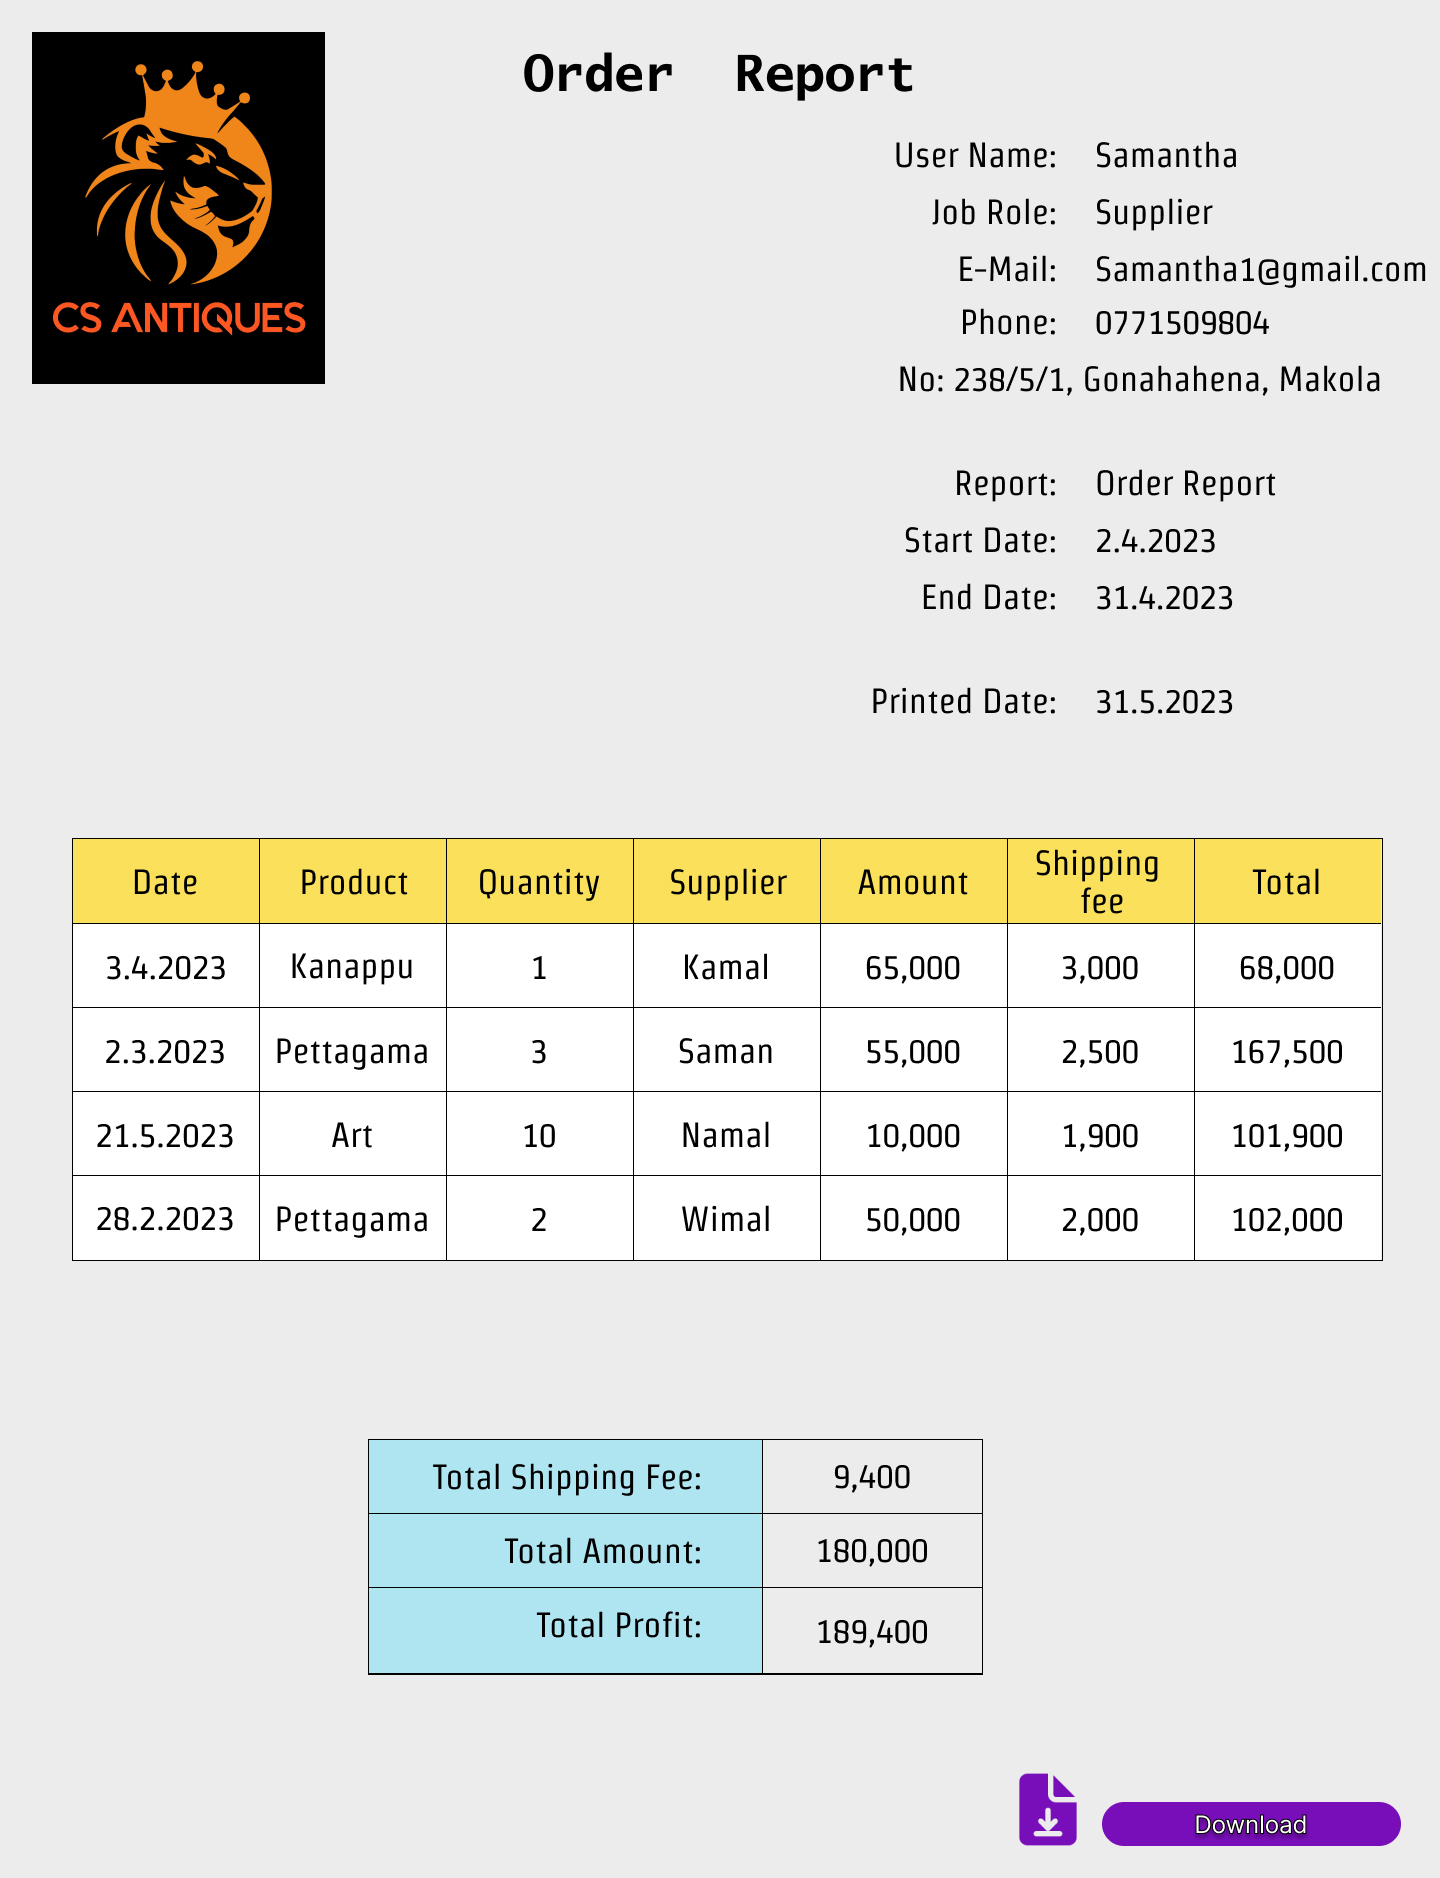 CS ANTIQUES
Order Report
User Name: Samantha
Job Role: Supplier
E-Mail: Samantha1@gmail.com
Phone: 0771509804
No: 238/5/1, Gonahahena, Makola
Report: Order Report
Start Date: 2.4.2023
End Date: 31.4.2023
Printed Date: 31.5.2023
Date Product Quantity Supplier Amount Shipping fee Total
3.4.2023 Kanappu 1 Kamal 65,000 3,000 68,000
2.3.2023 Pettagama 3 Saman 55,000 2,500 167,500
21.5.2023 Art 10 Namal 10,000 1,900 101,900
28.2.2023 Pettagama 2 Wimal 50,000 2,000 102,000
Total Shipping Fee: 9,400
Total Amount: 180,000
Total Profit: 189,400
Download